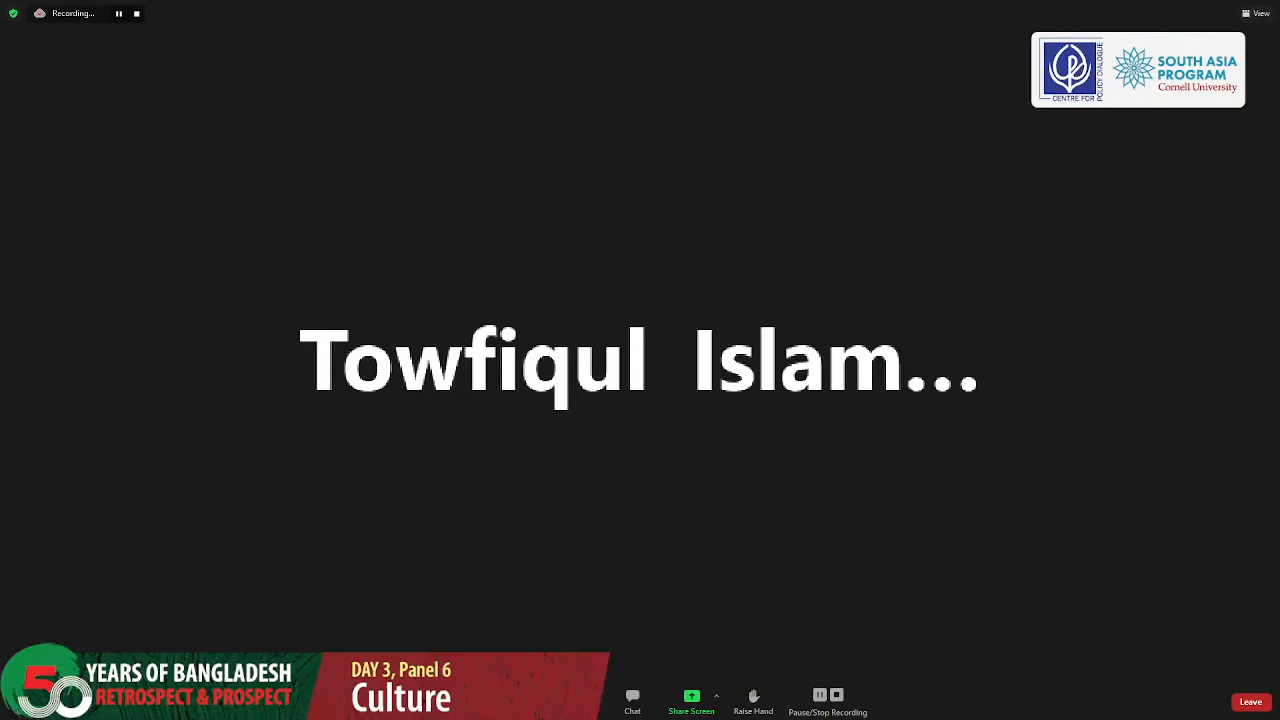 Recording...
View
CENTRE FOR
POLICY DIALOGUE
SOUTH ASIA
PROGRAM
Cornell University
Towfiqul Islam...
50
YEARS OF BANGLADESH
RETROSPECT & PROSPECT
DAY 3, Panel 6
Culture
Chat
Share Screen
Raise Hand
Pause/Stop Recording
Leave